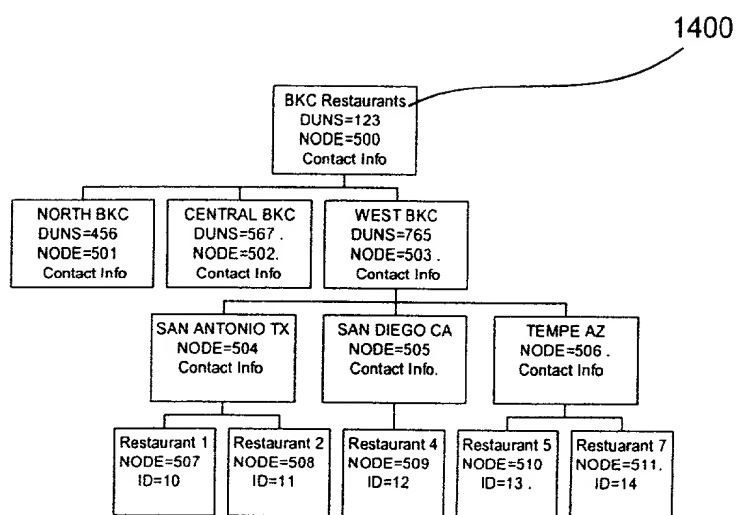 1400
BKC Restaurants
DUNS=123
NODE=500
Contact Info
NORTH BKC
DUNS=456
NODE=501
Contact Info
CENTRAL BKC
DUNS=567 .
NODE=502.
Contact Info
WEST BKC
DUNS=765
NODE=503 .
Contact Info
SAN ANTONIO TX
NODE=504
Contact Info
SAN DIEGO CA
NODE=505
Contact Info.
TEMPE AZ
NODE=506 .
Contact Info
Restaurant 1
NODE=507
ID=10
Restaurant 2
NODE=508
ID=11
Restaurant 4
NODE=509
ID=12
Restaurant 5
NODE=510
ID=13 .
Restuarant 7
NODE=511.
ID=14